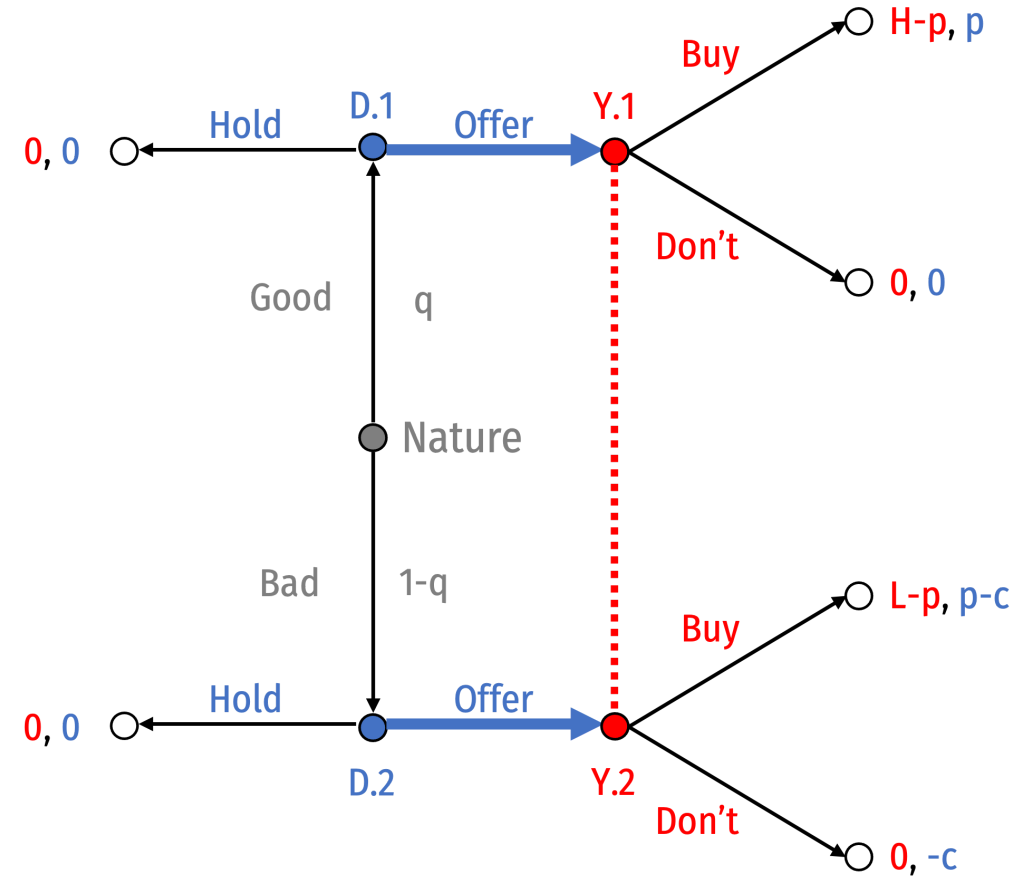 H-p, p
Buy
D.1
Y.1
Hold
Offer
0, 0
Don't
0, 0
Good
q
Nature
Bad
1-q
L-p, p-c
Buy
Hold
Offer
0, 0
D.2
Y.2
Don't
0, -c